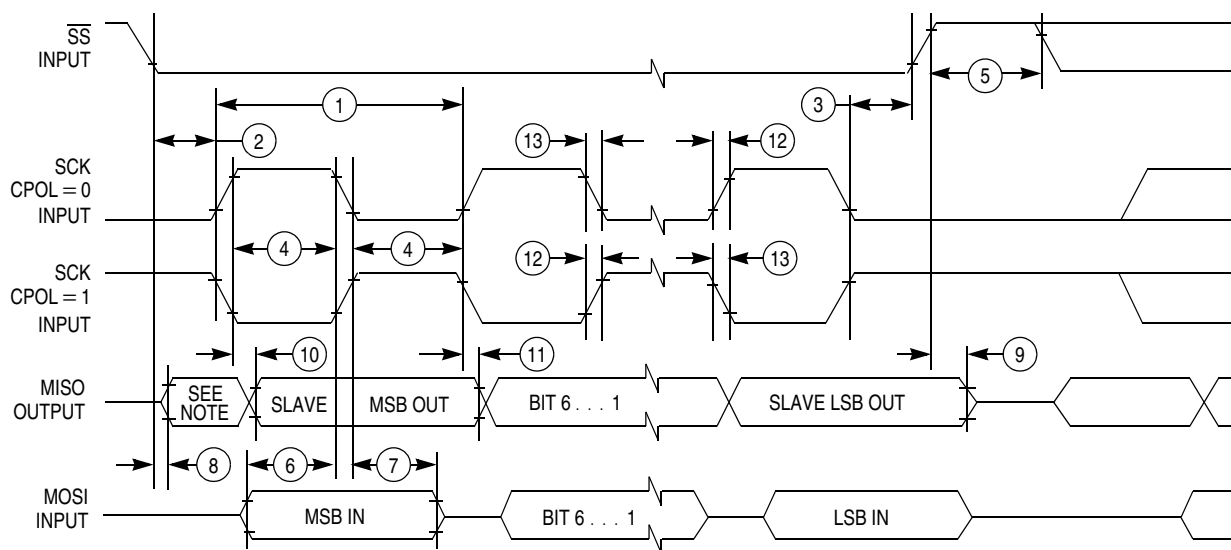 SS
INPUT
5
1
3
2
13
12
SCK
CPOL = 0
INPUT
4
4
12
13
SCK
CPOL = 1
INPUT
10
11
9
MISO
OUTPUT
SEE
NOTE
SLAVE
MSB OUT
BIT 6 . . . 1
SLAVE LSB OUT
8
6
7
MOSI
INPUT
MSB IN
BIT 6 . . . 1
LSB IN